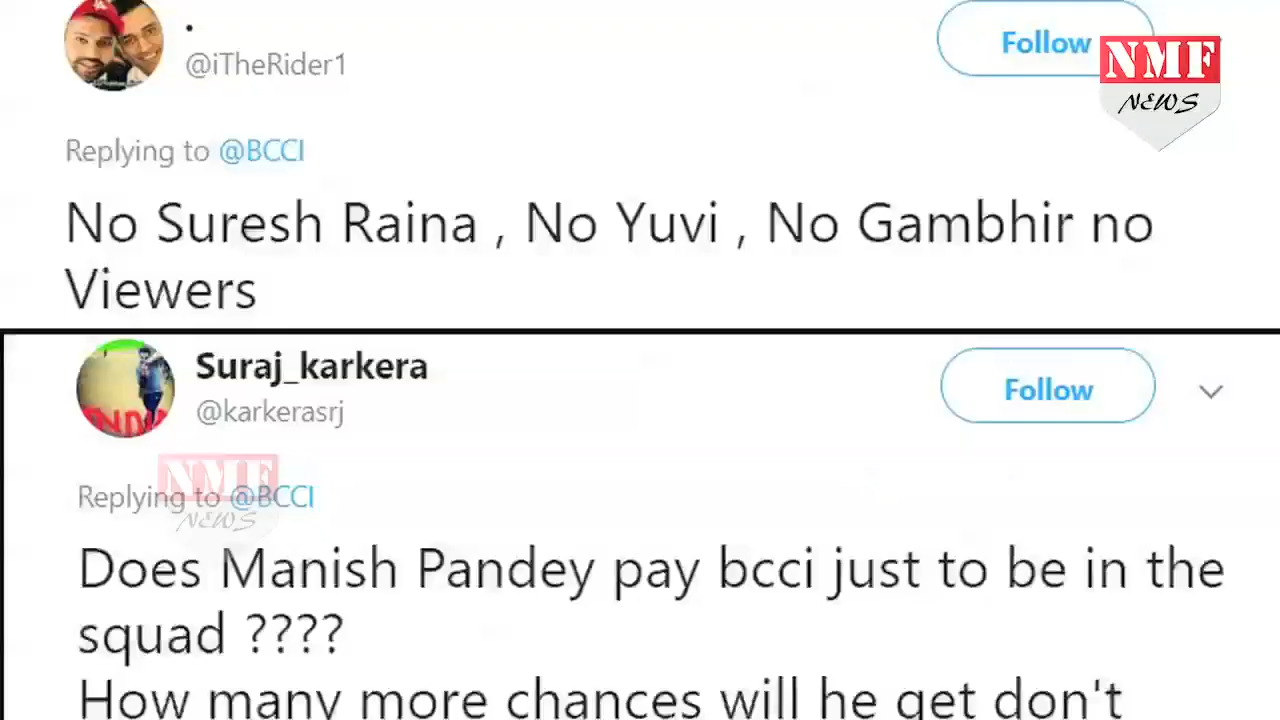 .
@iTheRider1
Follow
NMF
NEWS
Replying to @BCCI
No Suresh Raina , No Yuvi , No Gambhir no
Viewers
Suraj_karkera
@karkerasrj
Follow
NMF
NEWS
Replying to @BCCI
Does Manish Pandey pay bcci just to be in the
squad ????
How many more chances will he get don't